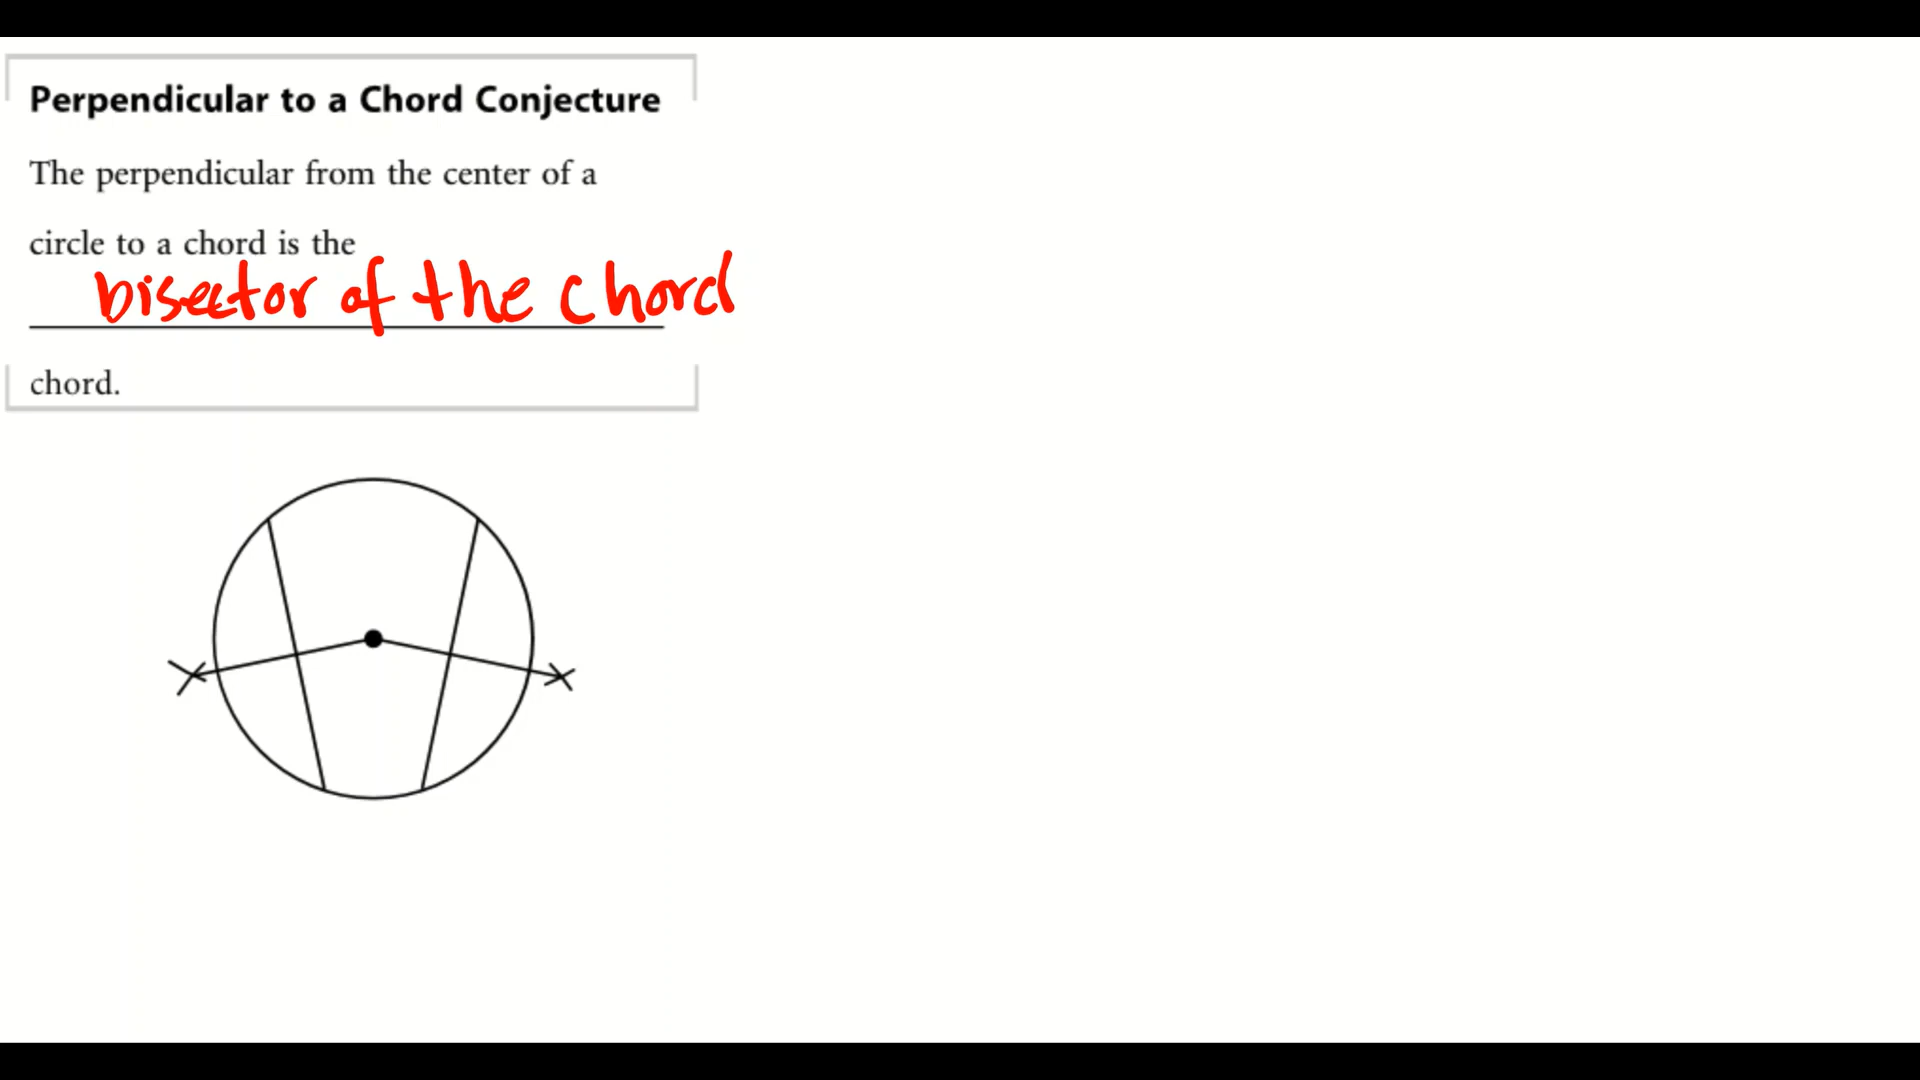 Perpendicular to a Chord Conjecture
The perpendicular from the center of a
circle to a chord is the
bisector of the chord
chord.